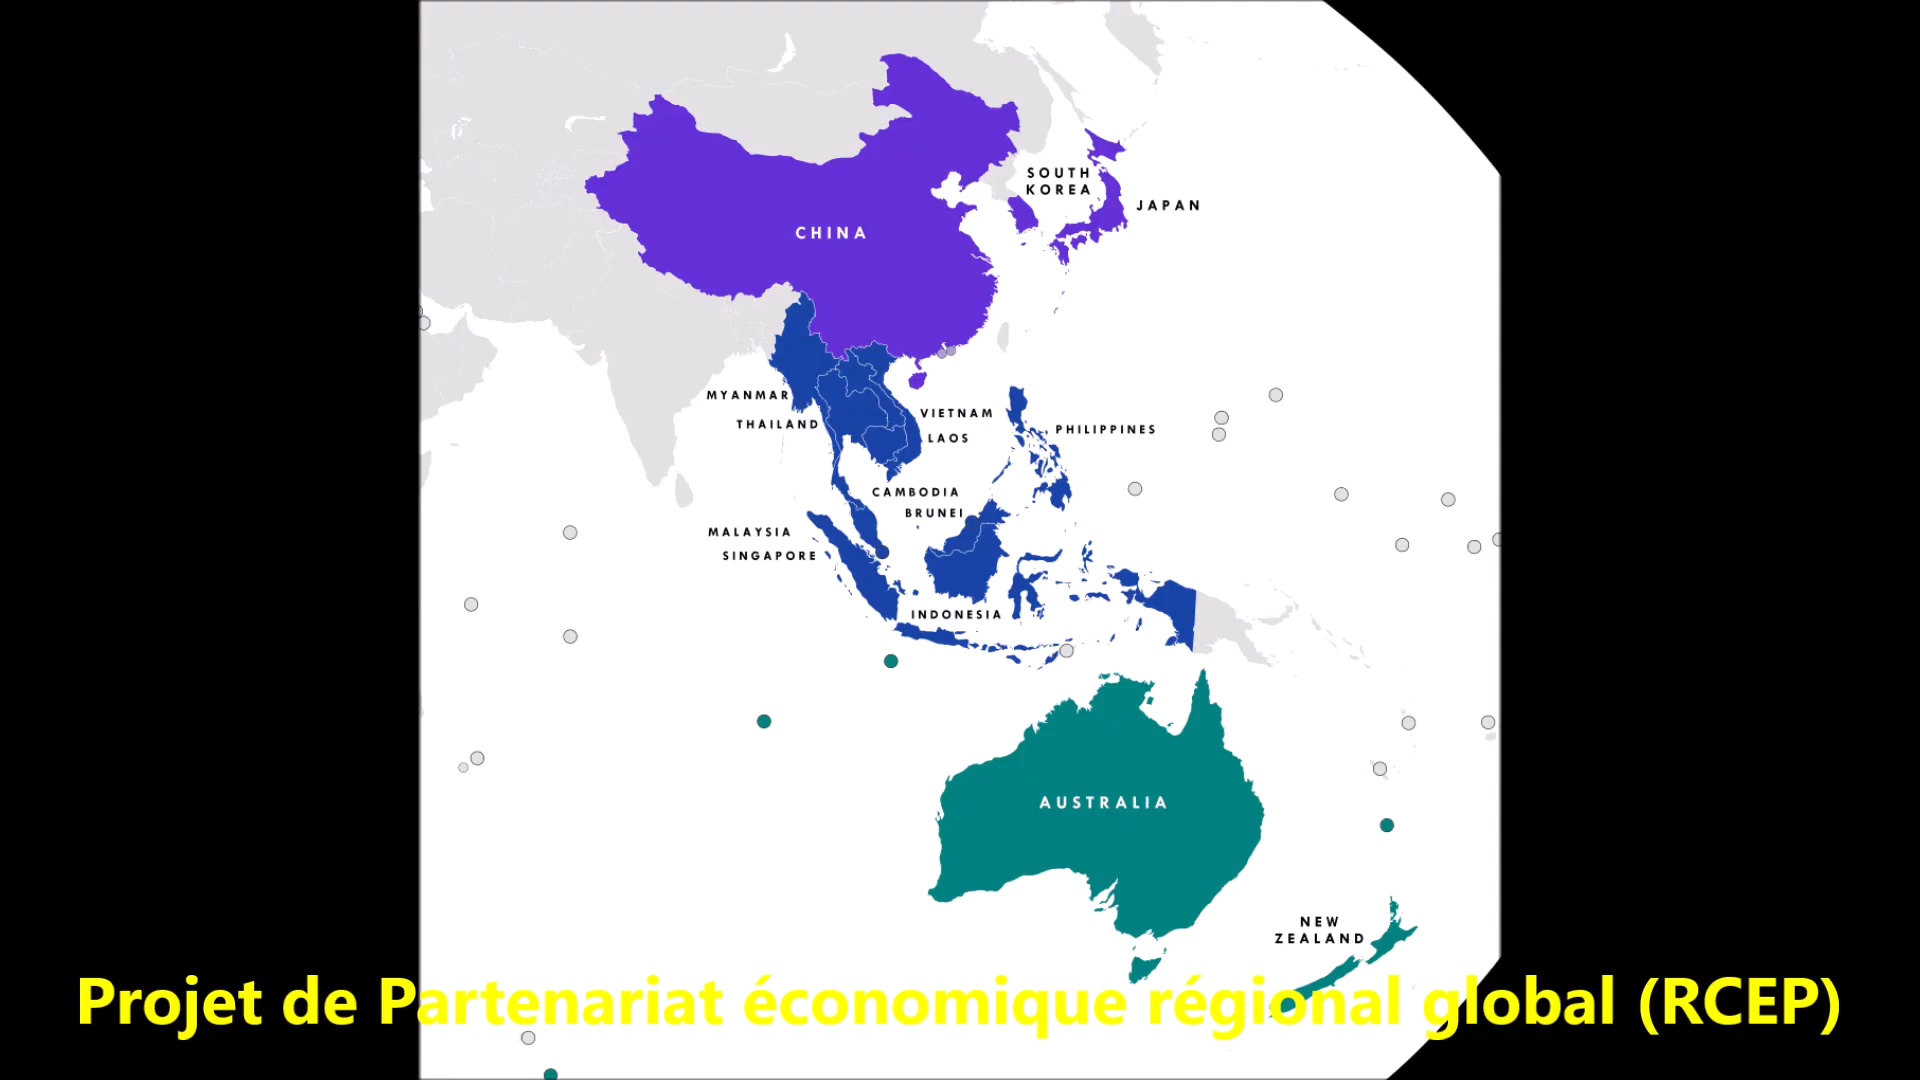 SOUTH
KOREA
JAPAN
CHINA
MYANMAR
THAILAND
VIETNAM
LAOS
PHILIPPINES
CAMBODIA
BRUNEI
MALAYSIA
SINGAPORE
INDONESIA
AUSTRALIA
NEW
ZEALAND
Projet de Partenariat économique régional global (RCEP)